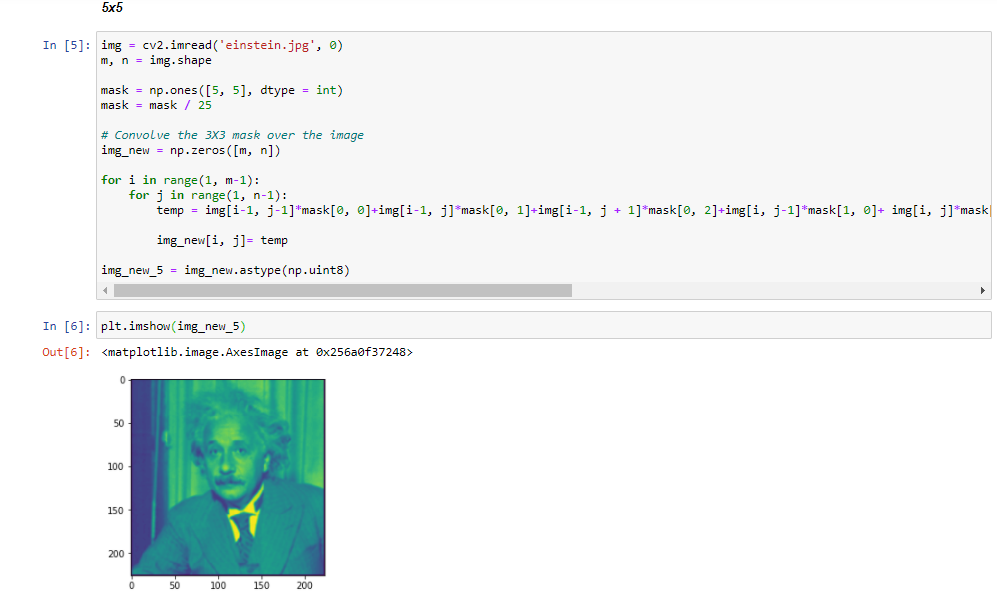 5x5
In [5]: img = cv2.imread('einstein.jpg', 0)
m, n = img.shape
mask = np.ones([5, 5], dtype = int)
mask = mask / 25
# Convolve the 3X3 mask over the image
img_new = np.zeros([m, n])
for i in range(1, m-1):
for j in range(1, n-1):
temp = img[i-1, j-1]*mask[0, 0]+img[i-1, j]*mask[0, 1]+img[i-1, j + 1]*mask[0, 2]+img[i, j-1]*mask[1, 0]+ img[i, j]*mask[
img_new[i, j]= temp
img_new_5 = img_new.astype(np.uint8)
In [6]: plt.imshow(img_new_5)
Out[6]: <matplotlib.image.AxesImage at 0x256a0f37248>
0
50
100
150
200
0 50 100 150 200